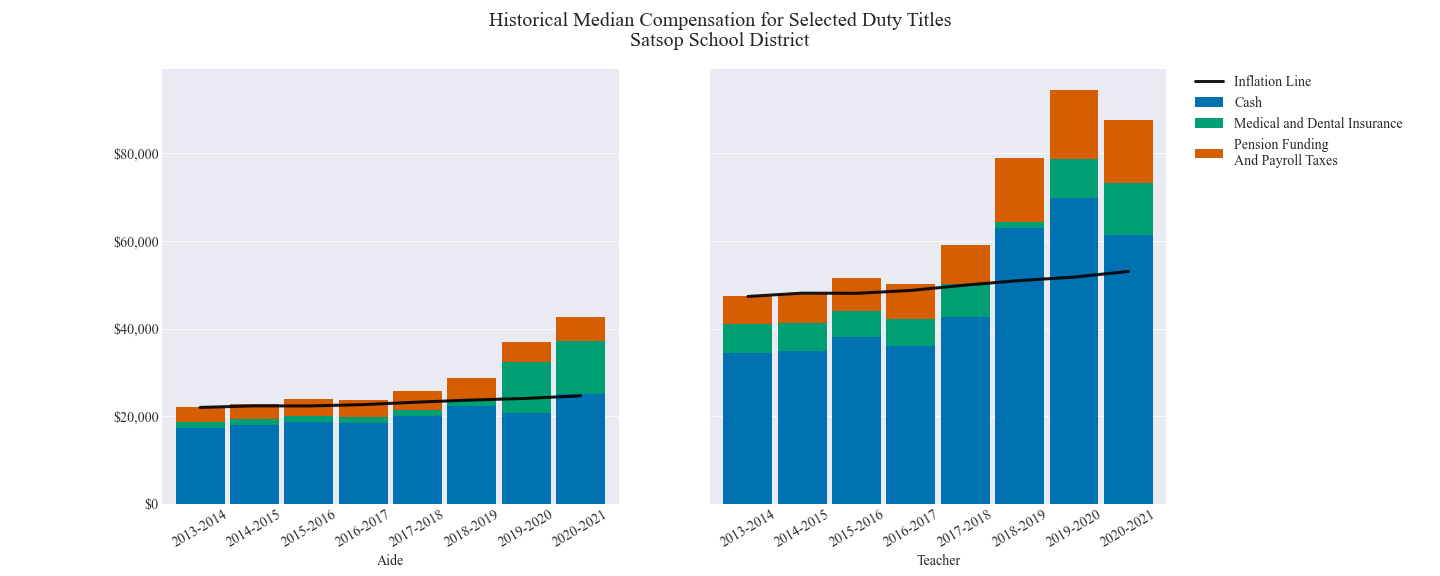 Historical Median Compensation for Selected Duty Titles
Satsop School District
Inflation Line
Cash
Medical and Dental Insurance
Pension Funding
And Payroll Taxes
$80,000
$60,000
$40,000
$20,000
$0
2013-2014
2014-2015
2015-2016
2016-2017
2017-2018
2018-2019
2019-2020
2020-2021
Aide
2013-2014
2014-2015
2015-2016
2016-2017
2017-2018
2018-2019
2019-2020
2020-2021
Teacher